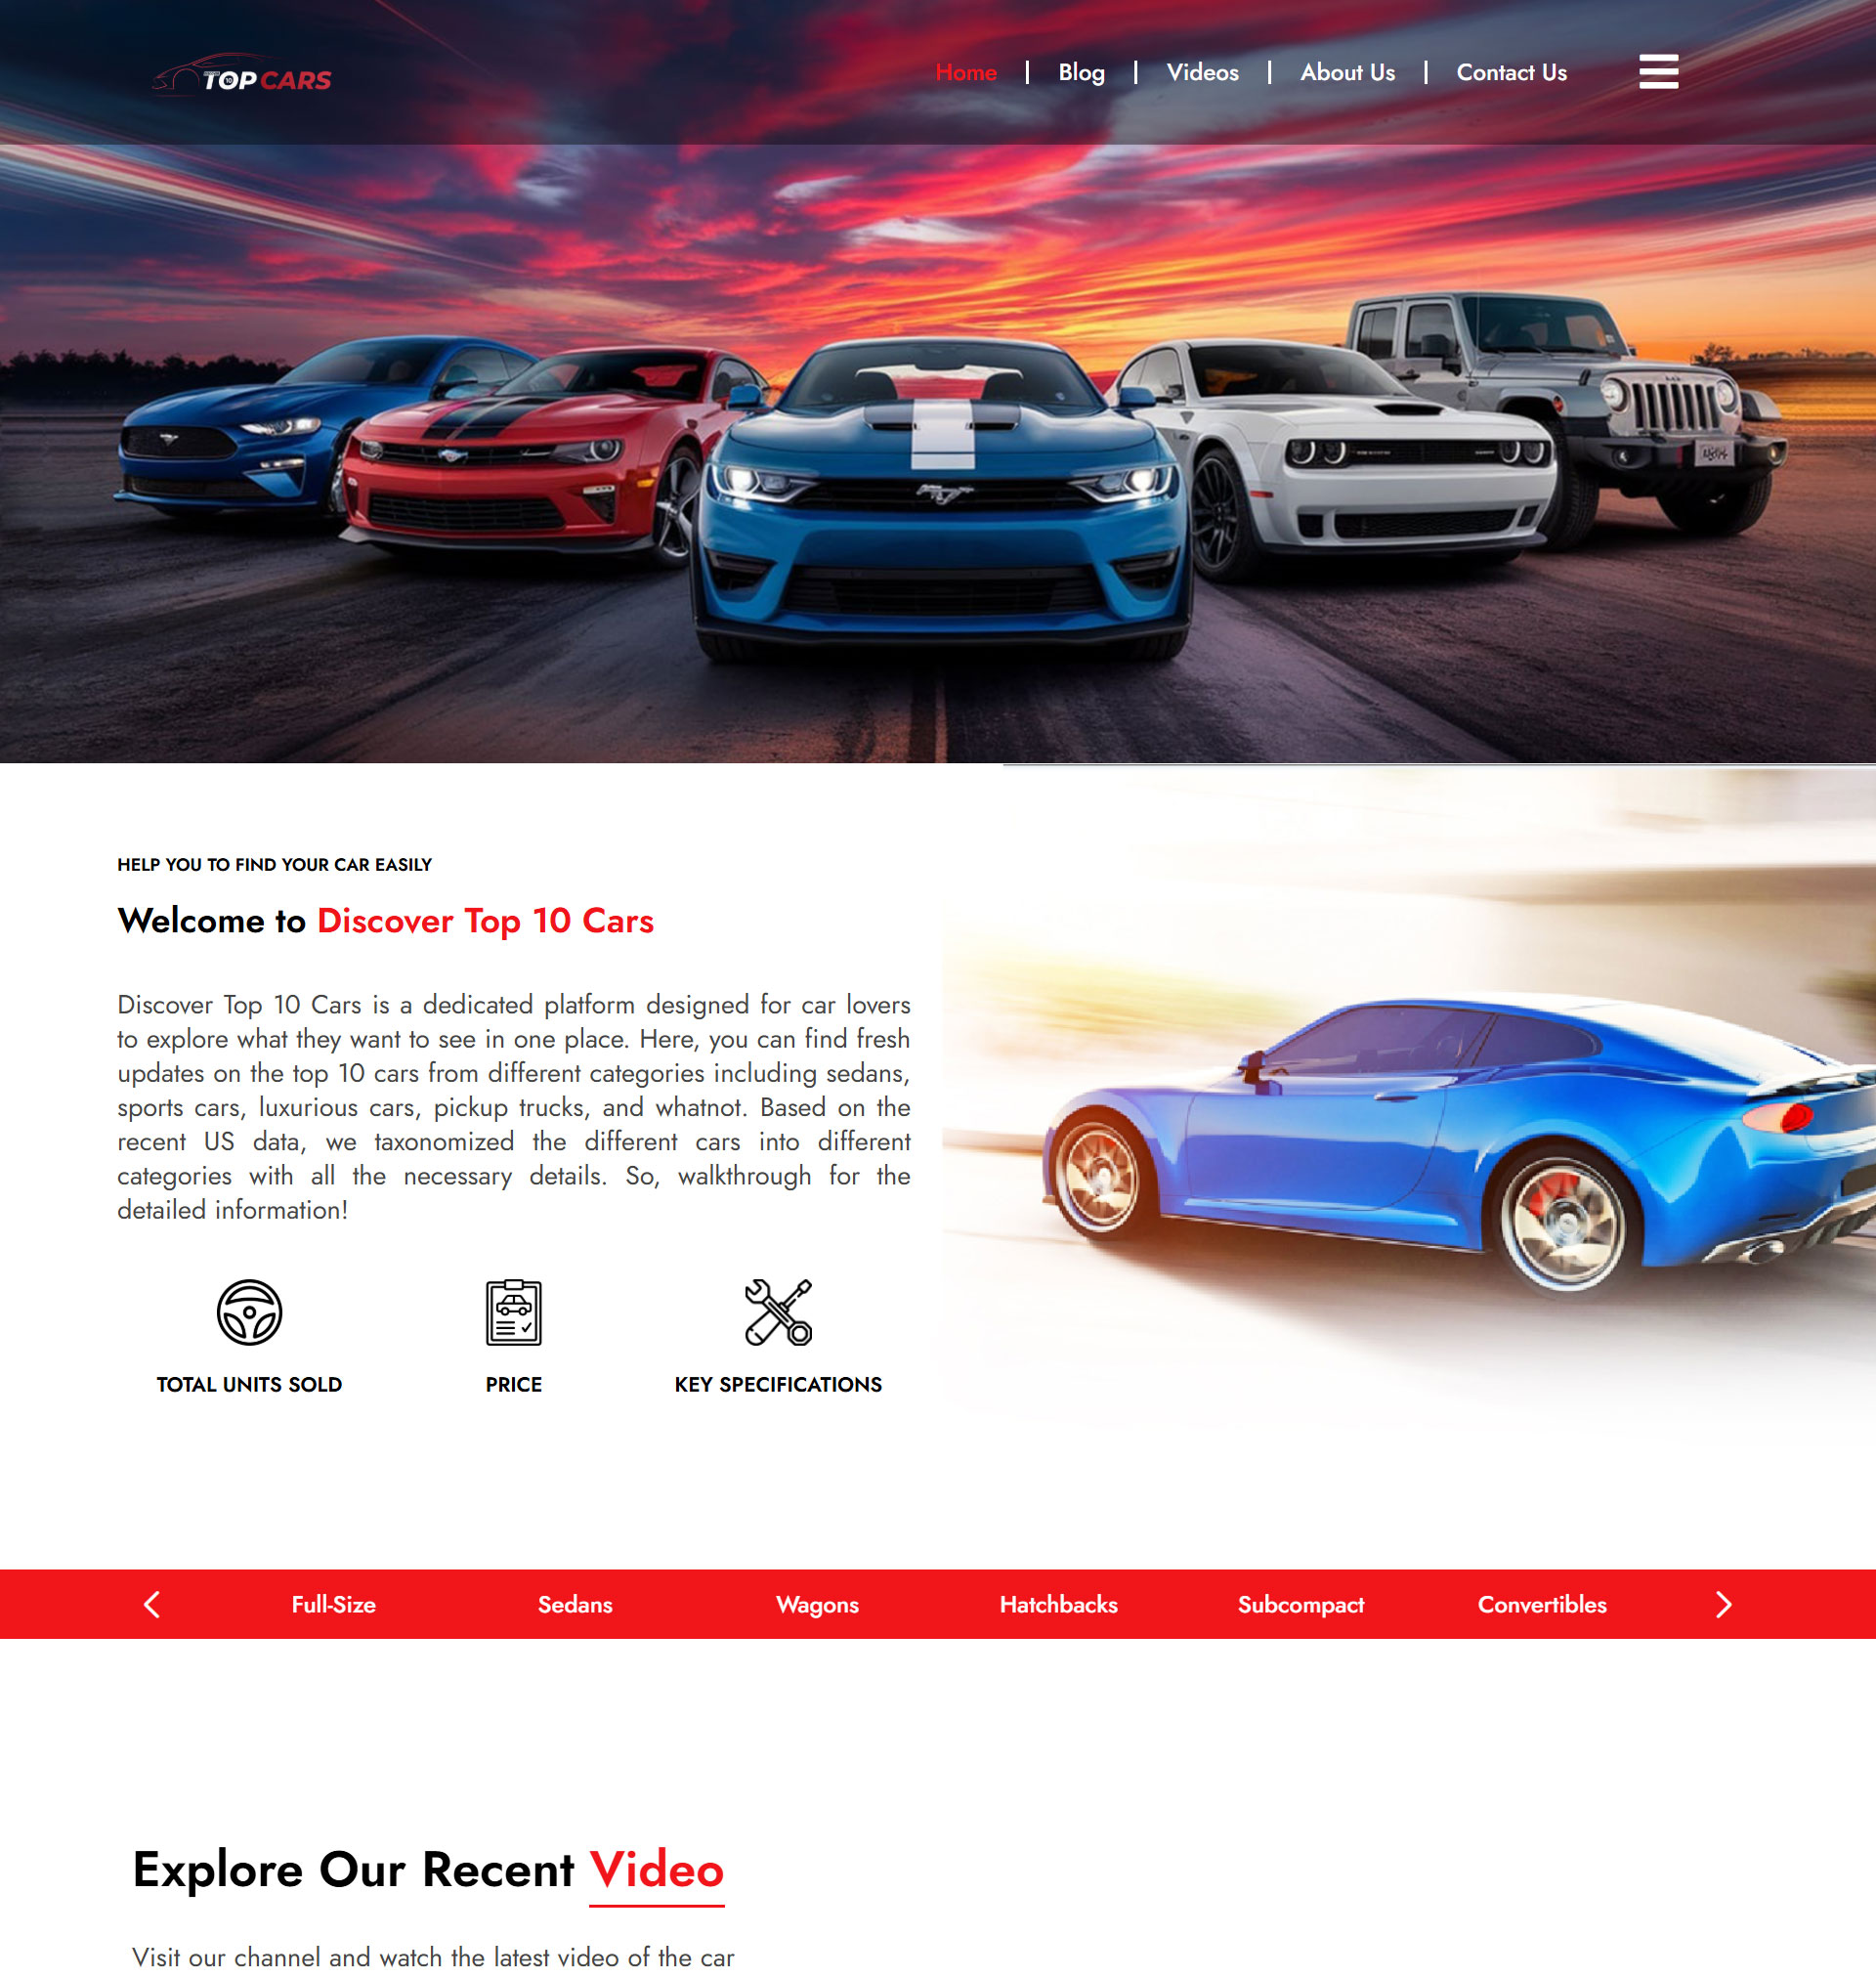 TOP 10 CARS
Home
Blog
Videos
About Us
Contact Us
HELP YOU TO FIND YOUR CAR EASILY
Welcome to Discover Top 10 Cars
Discover Top 10 Cars is a dedicated platform designed for car lovers
to explore what they want to see in one place. Here, you can find fresh
updates on the top 10 cars from different categories including sedans,
sports cars, luxurious cars, pickup trucks, and whatnot. Based on the
recent US data, we taxonomized the different cars into different
categories with all the necessary details. So, walkthrough for the
detailed information!
TOTAL UNITS SOLD
PRICE
KEY SPECIFICATIONS
Full-Size
Sedans
Wagons
Hatchbacks
Subcompact
Convertibles
Explore Our Recent Video
Visit our channel and watch the latest video of the car